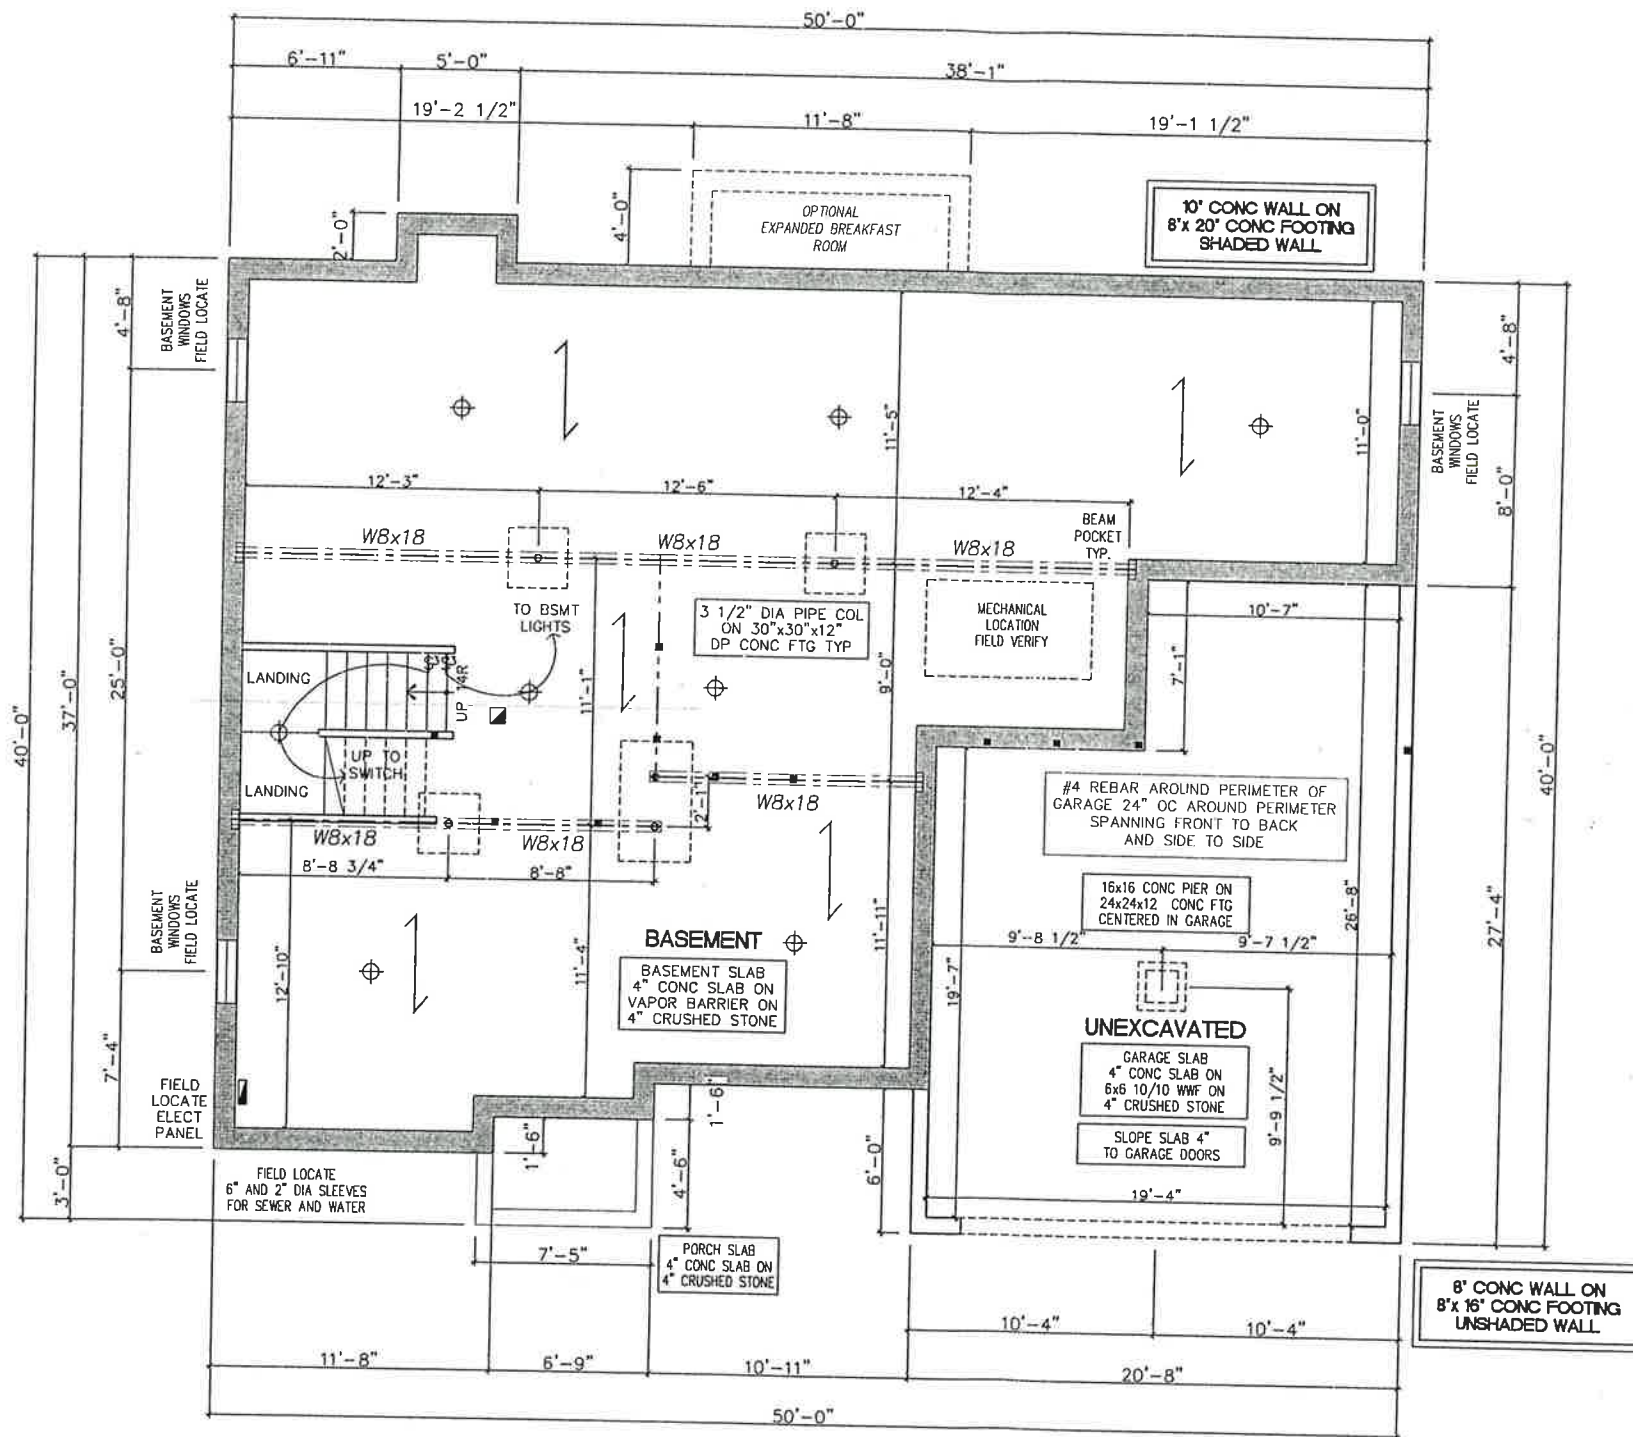 50'-0"
6'-11"
5'-0"
38'-1"
19'-2 1/2"
11'-8"
19'-1 1/2"
2'-0"
4'-0"
OPTIONAL
EXPANDED BREAKFAST
ROOM
10" CONC WALL ON
8"x 20" CONC FOOTING
SHADED WALL
40'-0"
37'-0"
4'-8"
25'-0"
7'-4"
3'-0"
BASEMENT
WINDOWS
FIELD LOCATE
4'-8"
8'-0"
27'-4"
40'-0"
BASEMENT
WINDOWS
FIELD LOCATE
11'-5"
11'-0"
12'-3"
12'-6"
12'-4"
W8x18
W8x18
W8x18
BEAM
POCKET
TYP.
TO BSMT
LIGHTS
3 1/2" DIA PIPE COL
ON 30"x30"x12"
DP CONC FTG TYP
MECHANICAL
LOCATION
FIELD VERIFY
10'-7"
7'-1"
LANDING
UP 14R
11'-1"
9'-0"
UP TO
SWITCH
LANDING
W8x18
W8x18
W8x18
2'-1"
8'-8 3/4"
8'-8"
#4 REBAR AROUND PERIMETER OF
GARAGE 24" OC AROUND PERIMETER
SPANNING FRONT TO BACK
AND SIDE TO SIDE
16x16 CONC PIER ON
24x24x12 CONC FTG
CENTERED IN GARAGE
26'-8"
9'-8 1/2"
9'-7 1/2"
BASEMENT
WINDOWS
FIELD LOCATE
12'-10"
11'-4"
11'-11"
19'-7"
BASEMENT
BASEMENT SLAB
4" CONC SLAB ON
VAPOR BARRIER ON
4" CRUSHED STONE
UNEXCAVATED
GARAGE SLAB
4" CONC SLAB ON
6x6 10/10 WWF ON
4" CRUSHED STONE
SLOPE SLAB 4"
TO GARAGE DOORS
9'-9 1/2"
FIELD
LOCATE
ELECT
PANEL
FIELD LOCATE
6" AND 2" DIA SLEEVES
FOR SEWER AND WATER
1'-6"
1'-6"
4'-6"
6'-0"
19'-4"
7'-5"
PORCH SLAB
4" CONC SLAB ON
4" CRUSHED STONE
8" CONC WALL ON
8"x 16" CONC FOOTING
UNSHADED WALL
10'-4"
10'-4"
11'-8"
6'-9"
10'-11"
20'-8"
50'-0"